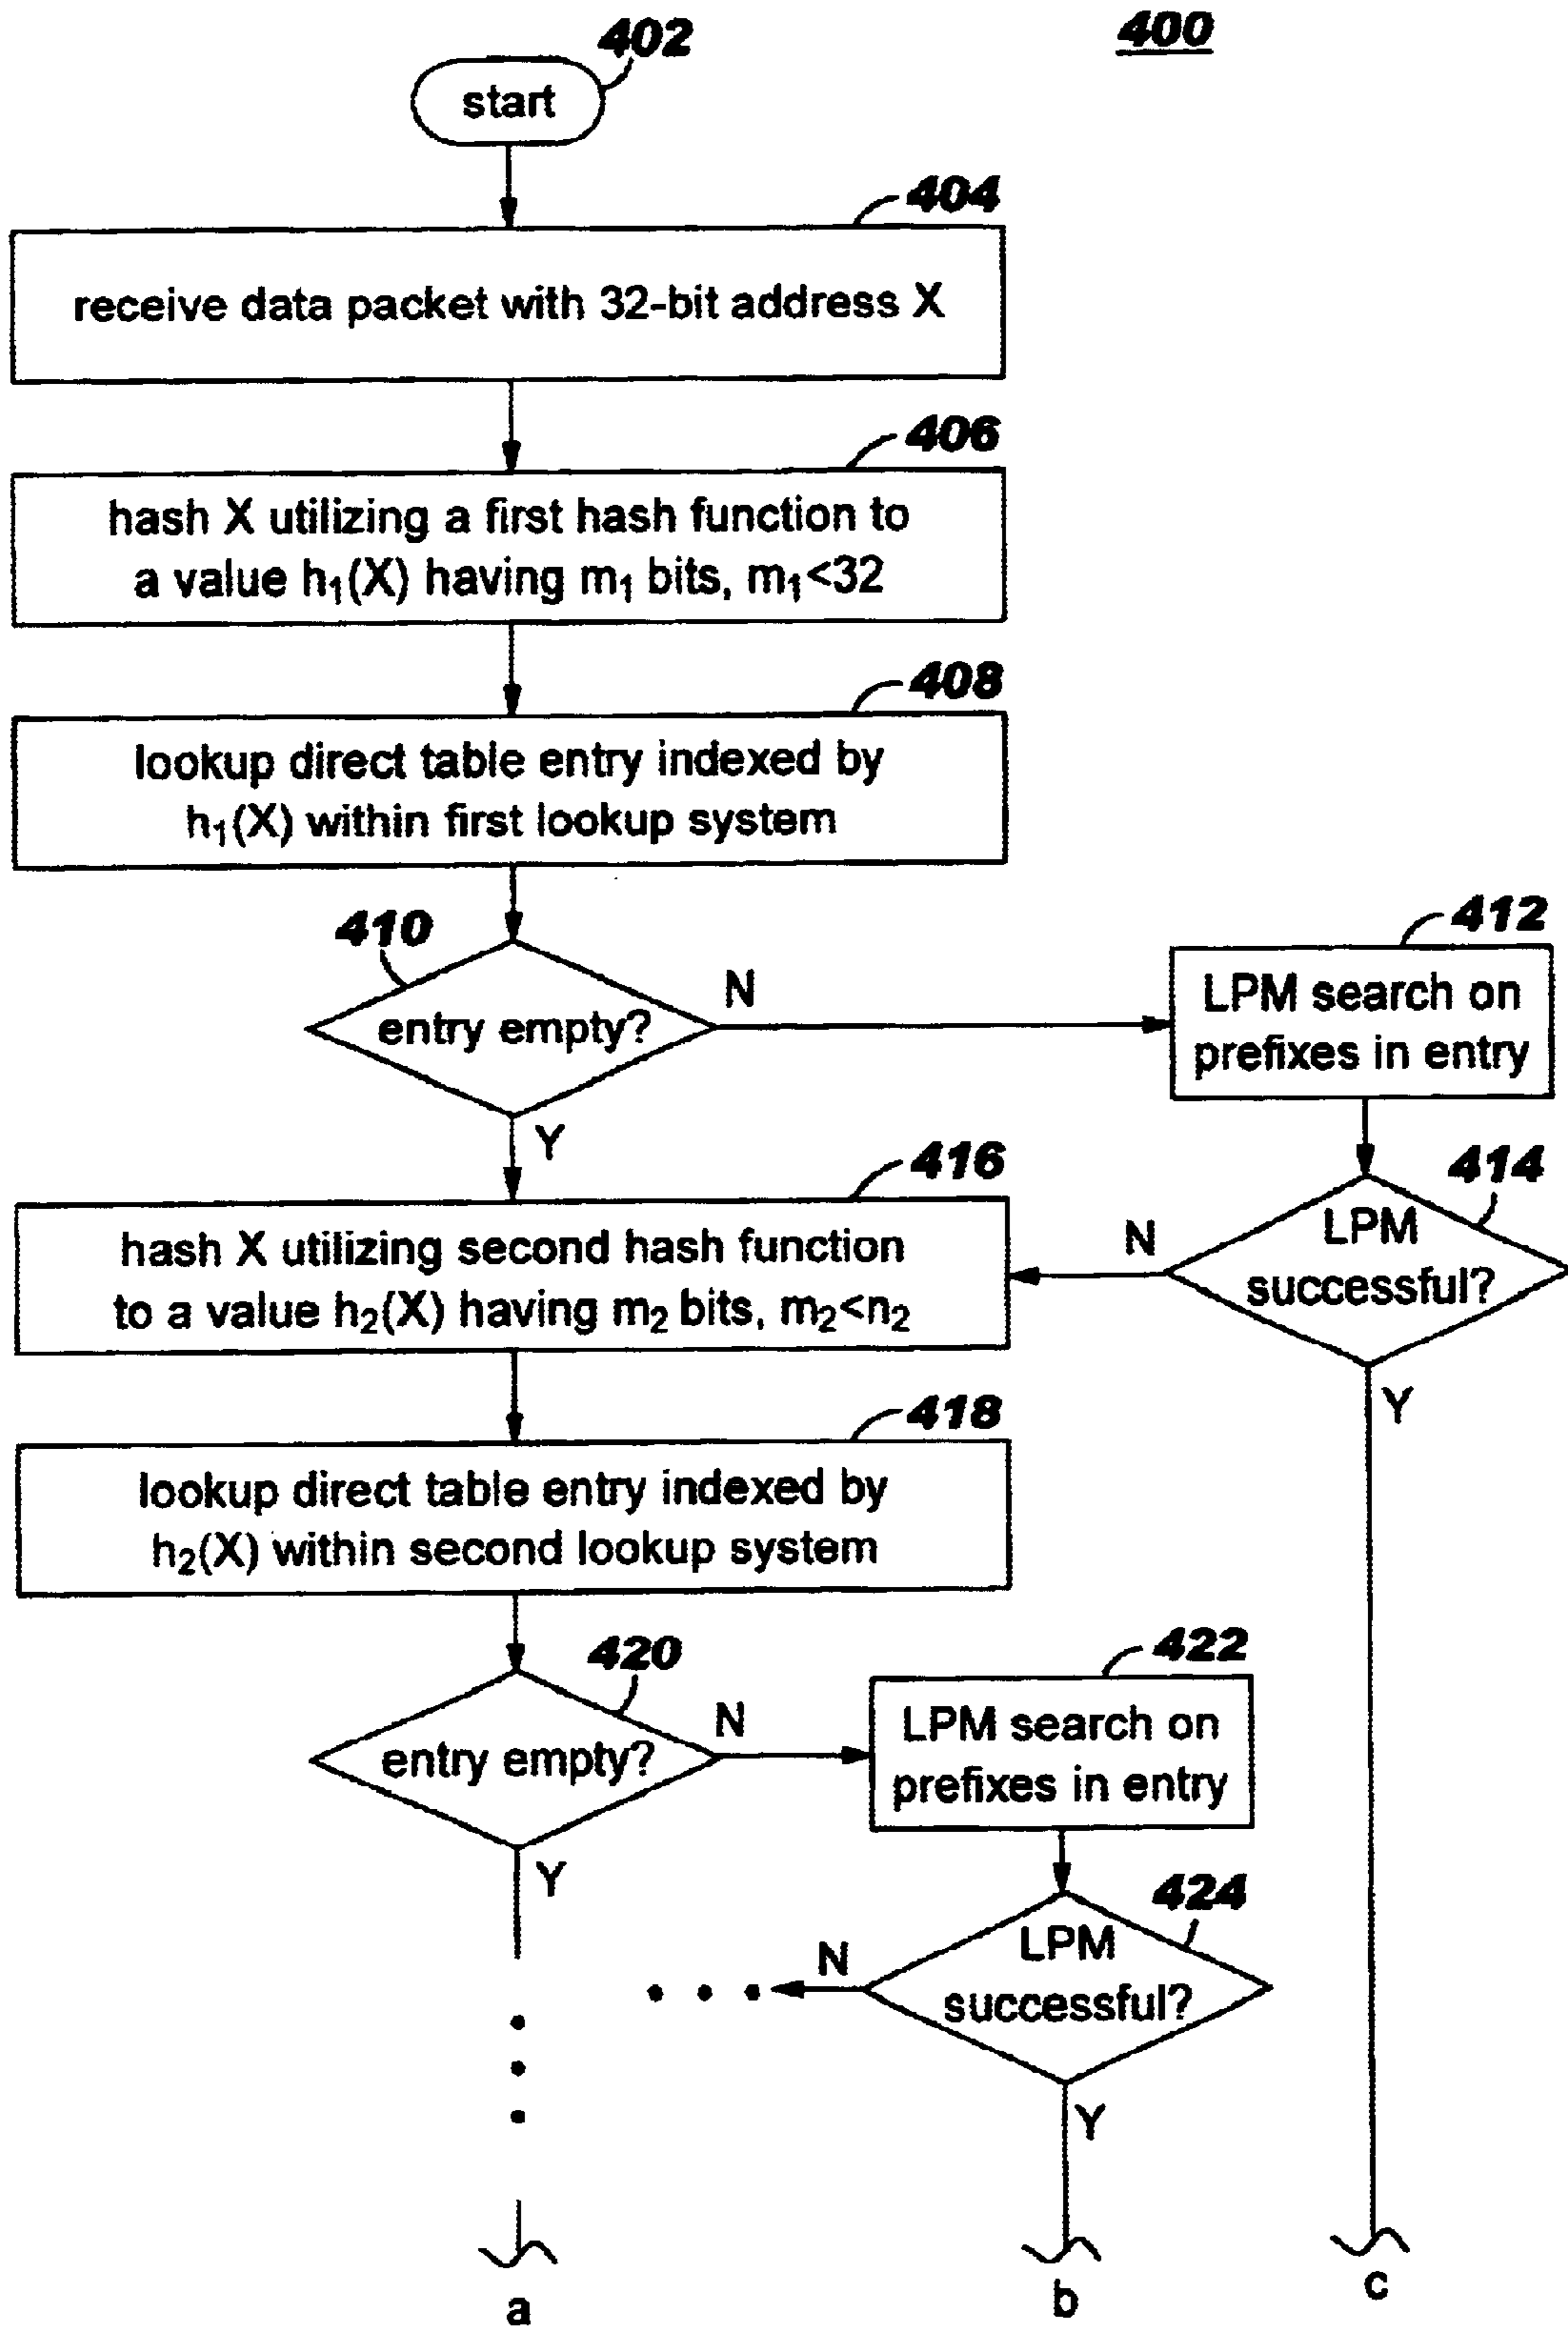 402
400
start
404
receive data packet with 32-bit address X
406
hash X utilizing a first hash function to
a value h₁(X) having m₁ bits, m₁<32
408
lookup direct table entry indexed by
h₁(X) within first lookup system
410
entry empty?
N
Y
412
LPM search on
prefixes in entry
414
LPM
successful?
N
Y
416
hash X utilizing second hash function
to a value h₂(X) having m₂ bits, m₂<n₂
418
lookup direct table entry indexed by
h₂(X) within second lookup system
420
entry empty?
N
Y
422
LPM search on
prefixes in entry
424
LPM
successful?
N
Y
a
b
c